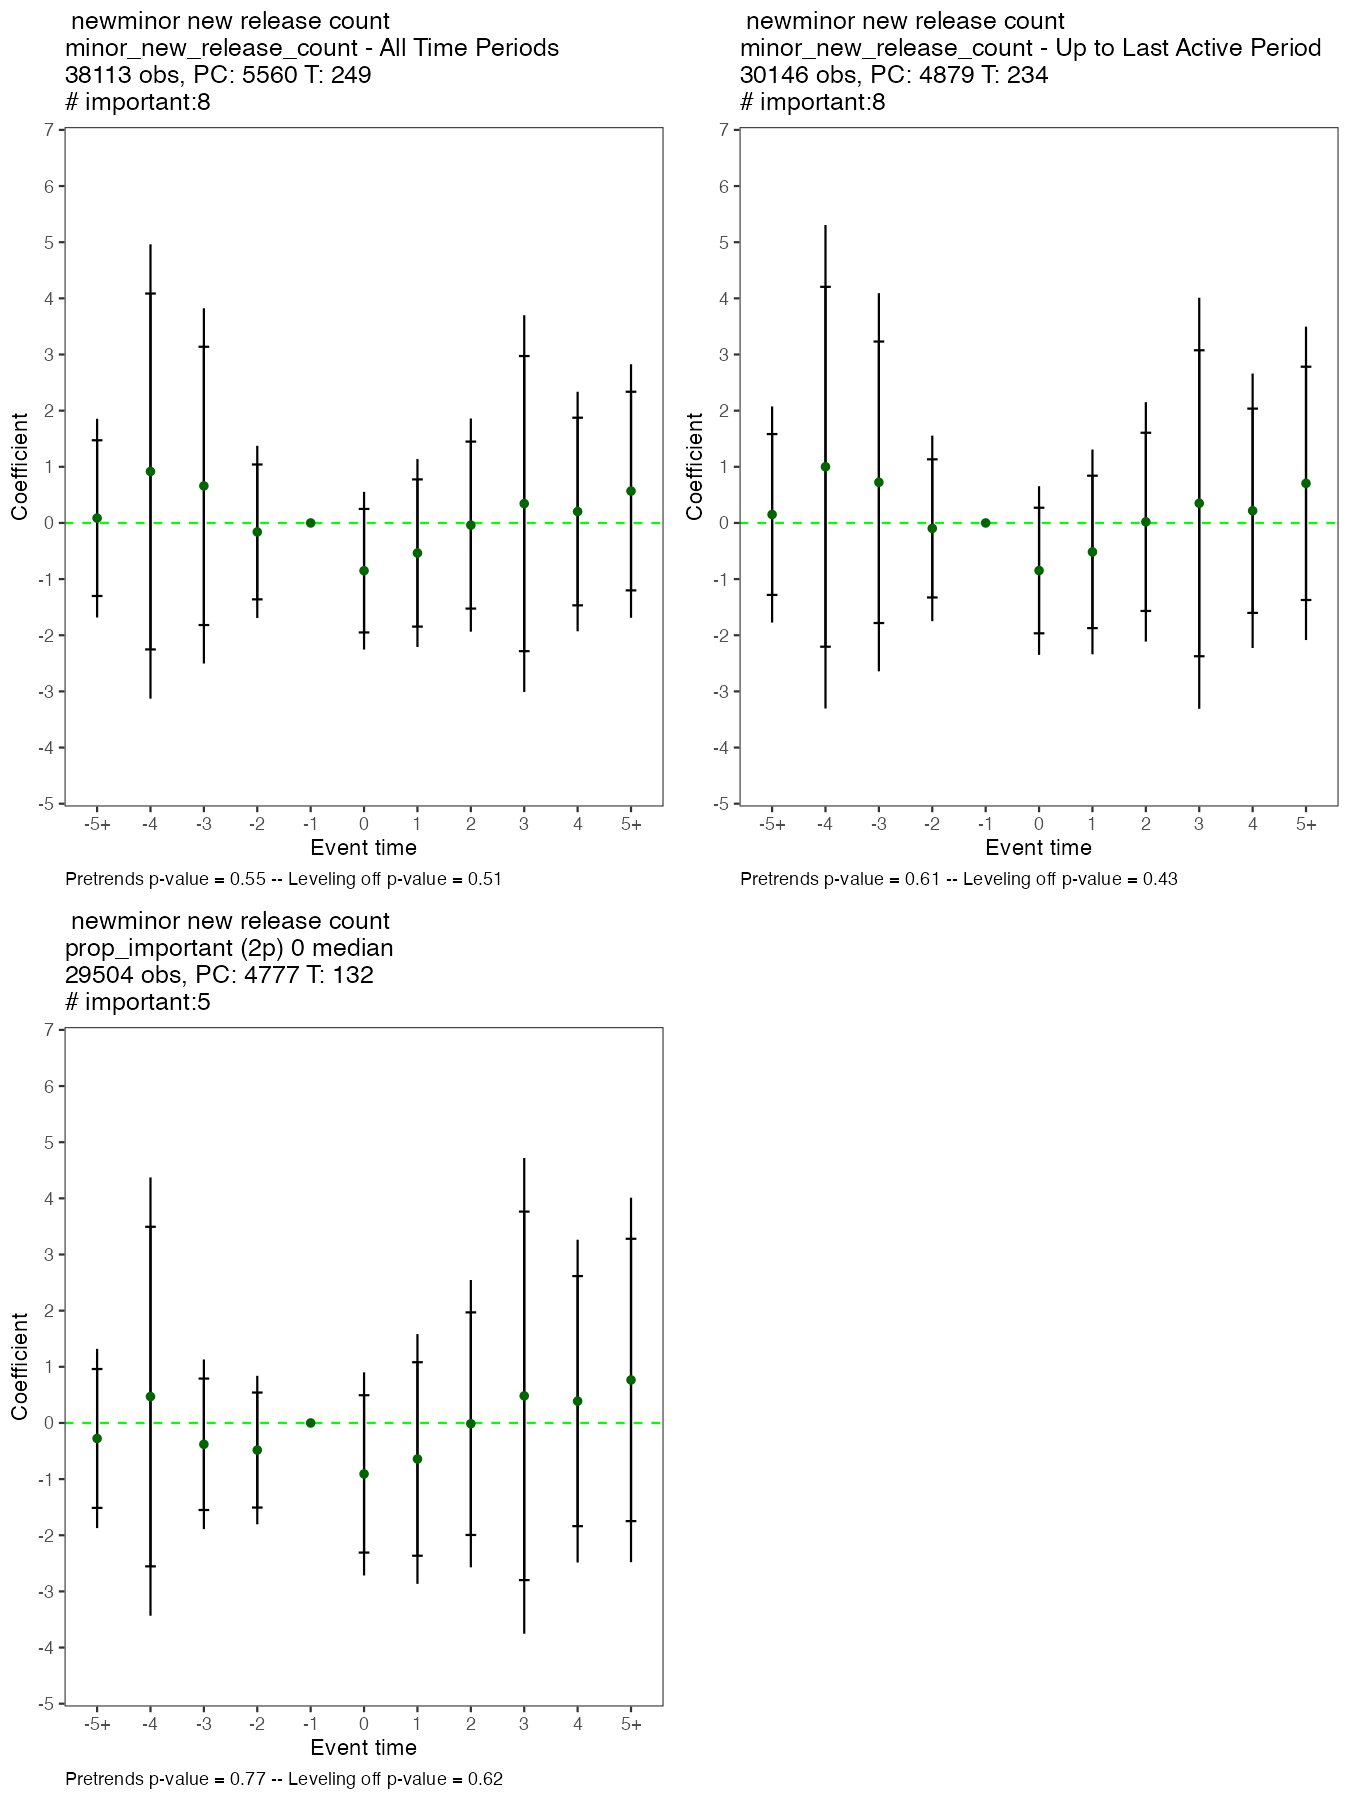 newminor new release count
minor_new_release_count - All Time Periods
38113 obs, PC: 5560 T: 249
# important:8
7
6
5
4
3
2
1
0
-1
-2
-3
-4
-5
Coefficient
-5+ -4 -3 -2 -1 0 1 2 3 4 5+
Event time
Pretrends p-value = 0.55 -- Leveling off p-value = 0.51
newminor new release count
minor_new_release_count - Up to Last Active Period
30146 obs, PC: 4879 T: 234
# important:8
7
6
5
4
3
2
1
0
-1
-2
-3
-4
-5
Coefficient
-5+ -4 -3 -2 -1 0 1 2 3 4 5+
Event time
Pretrends p-value = 0.61 -- Leveling off p-value = 0.43
newminor new release count
prop_important (2p) 0 median
29504 obs, PC: 4777 T: 132
# important:5
7
6
5
4
3
2
1
0
-1
-2
-3
-4
-5
Coefficient
-5+ -4 -3 -2 -1 0 1 2 3 4 5+
Event time
Pretrends p-value = 0.77 -- Leveling off p-value = 0.62